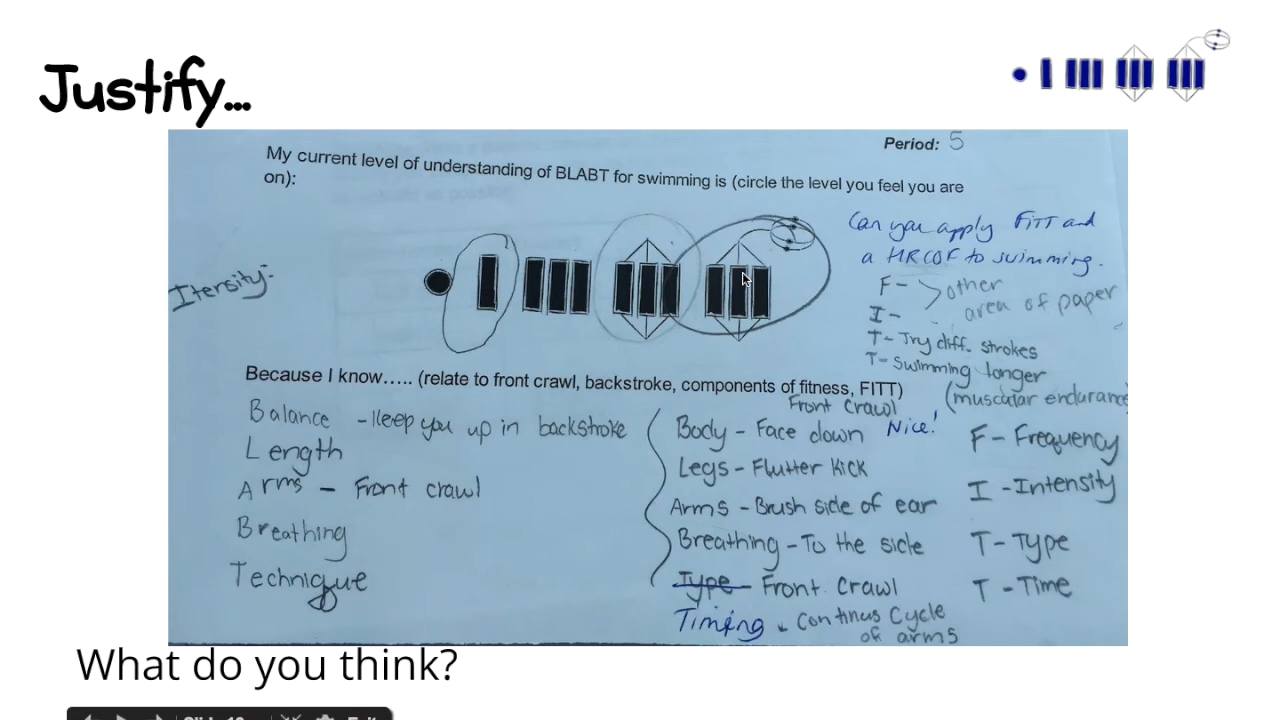 Justify...
Period: 5
My current level of understanding of BLABT for swimming is (circle the level you feel you are
on):
Itersity-
Can you apply FITT and
a HRCOF to swimming.
F- other
I- area of paper
T- Try diff. strokes
T- Swimming longer
(muscular endurance
Because I know….. (relate to front crawl, backstroke, components of fitness, FITT)
Balance - keep you up in backstroke
Length
Arms - Front crawl
Breathing
Technique
Front Crawl
Body - Face down Nice!
Legs - Flutter Kick
Arms - Brush side of ear
Breathing - To the side
Type - Front Crawl
Timing - Continus Cycle
of arms
F - Frequency
I - Intensity
T - Type
T - Time
What do you think?